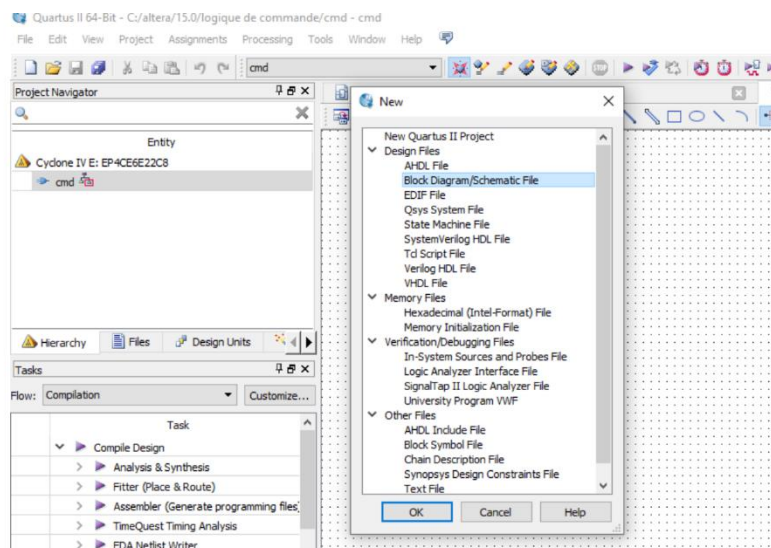 Quartus II 64-Bit - C:/altera/15.0/logique de commande/cmd - cmd
File Edit View Project Assignments Processing Tools Window Help
cmd
Project Navigator
Entity
Cyclone IV E: EP4CE6E22C8
cmd
Hierarchy Files Design Units
Tasks
Flow: Compilation Customize...
Task
Compile Design
Analysis & Synthesis
Fitter (Place & Route)
Assembler (Generate programming files)
TimeQuest Timing Analysis
EDA Netlist Writer
New
New Quartus II Project
Design Files
AHDL File
Block Diagram/Schematic File
EDIF File
Qsys System File
State Machine File
SystemVerilog HDL File
Tcl Script File
Verilog HDL File
VHDL File
Memory Files
Hexadecimal (Intel-Format) File
Memory Initialization File
Verification/Debugging Files
In-System Sources and Probes File
Logic Analyzer Interface File
SignalTap II Logic Analyzer File
University Program VWF
Other Files
AHDL Include File
Block Symbol File
Chain Description File
Synopsys Design Constraints File
Text File
OK Cancel Help